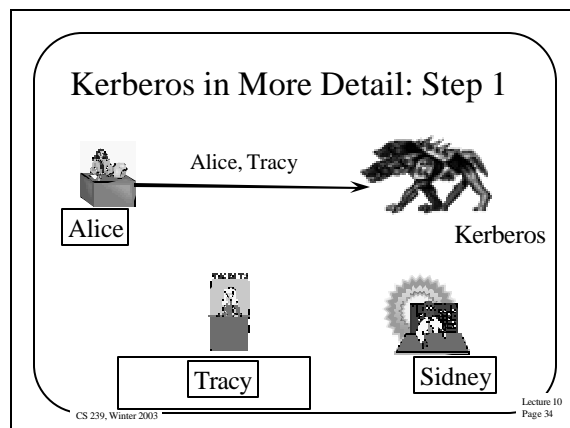 Kerberos in More Detail: Step 1
Alice, Tracy
Alice
Kerberos
Tracy
Sidney
CS 239, Winter 2003
Lecture 10
Page 34